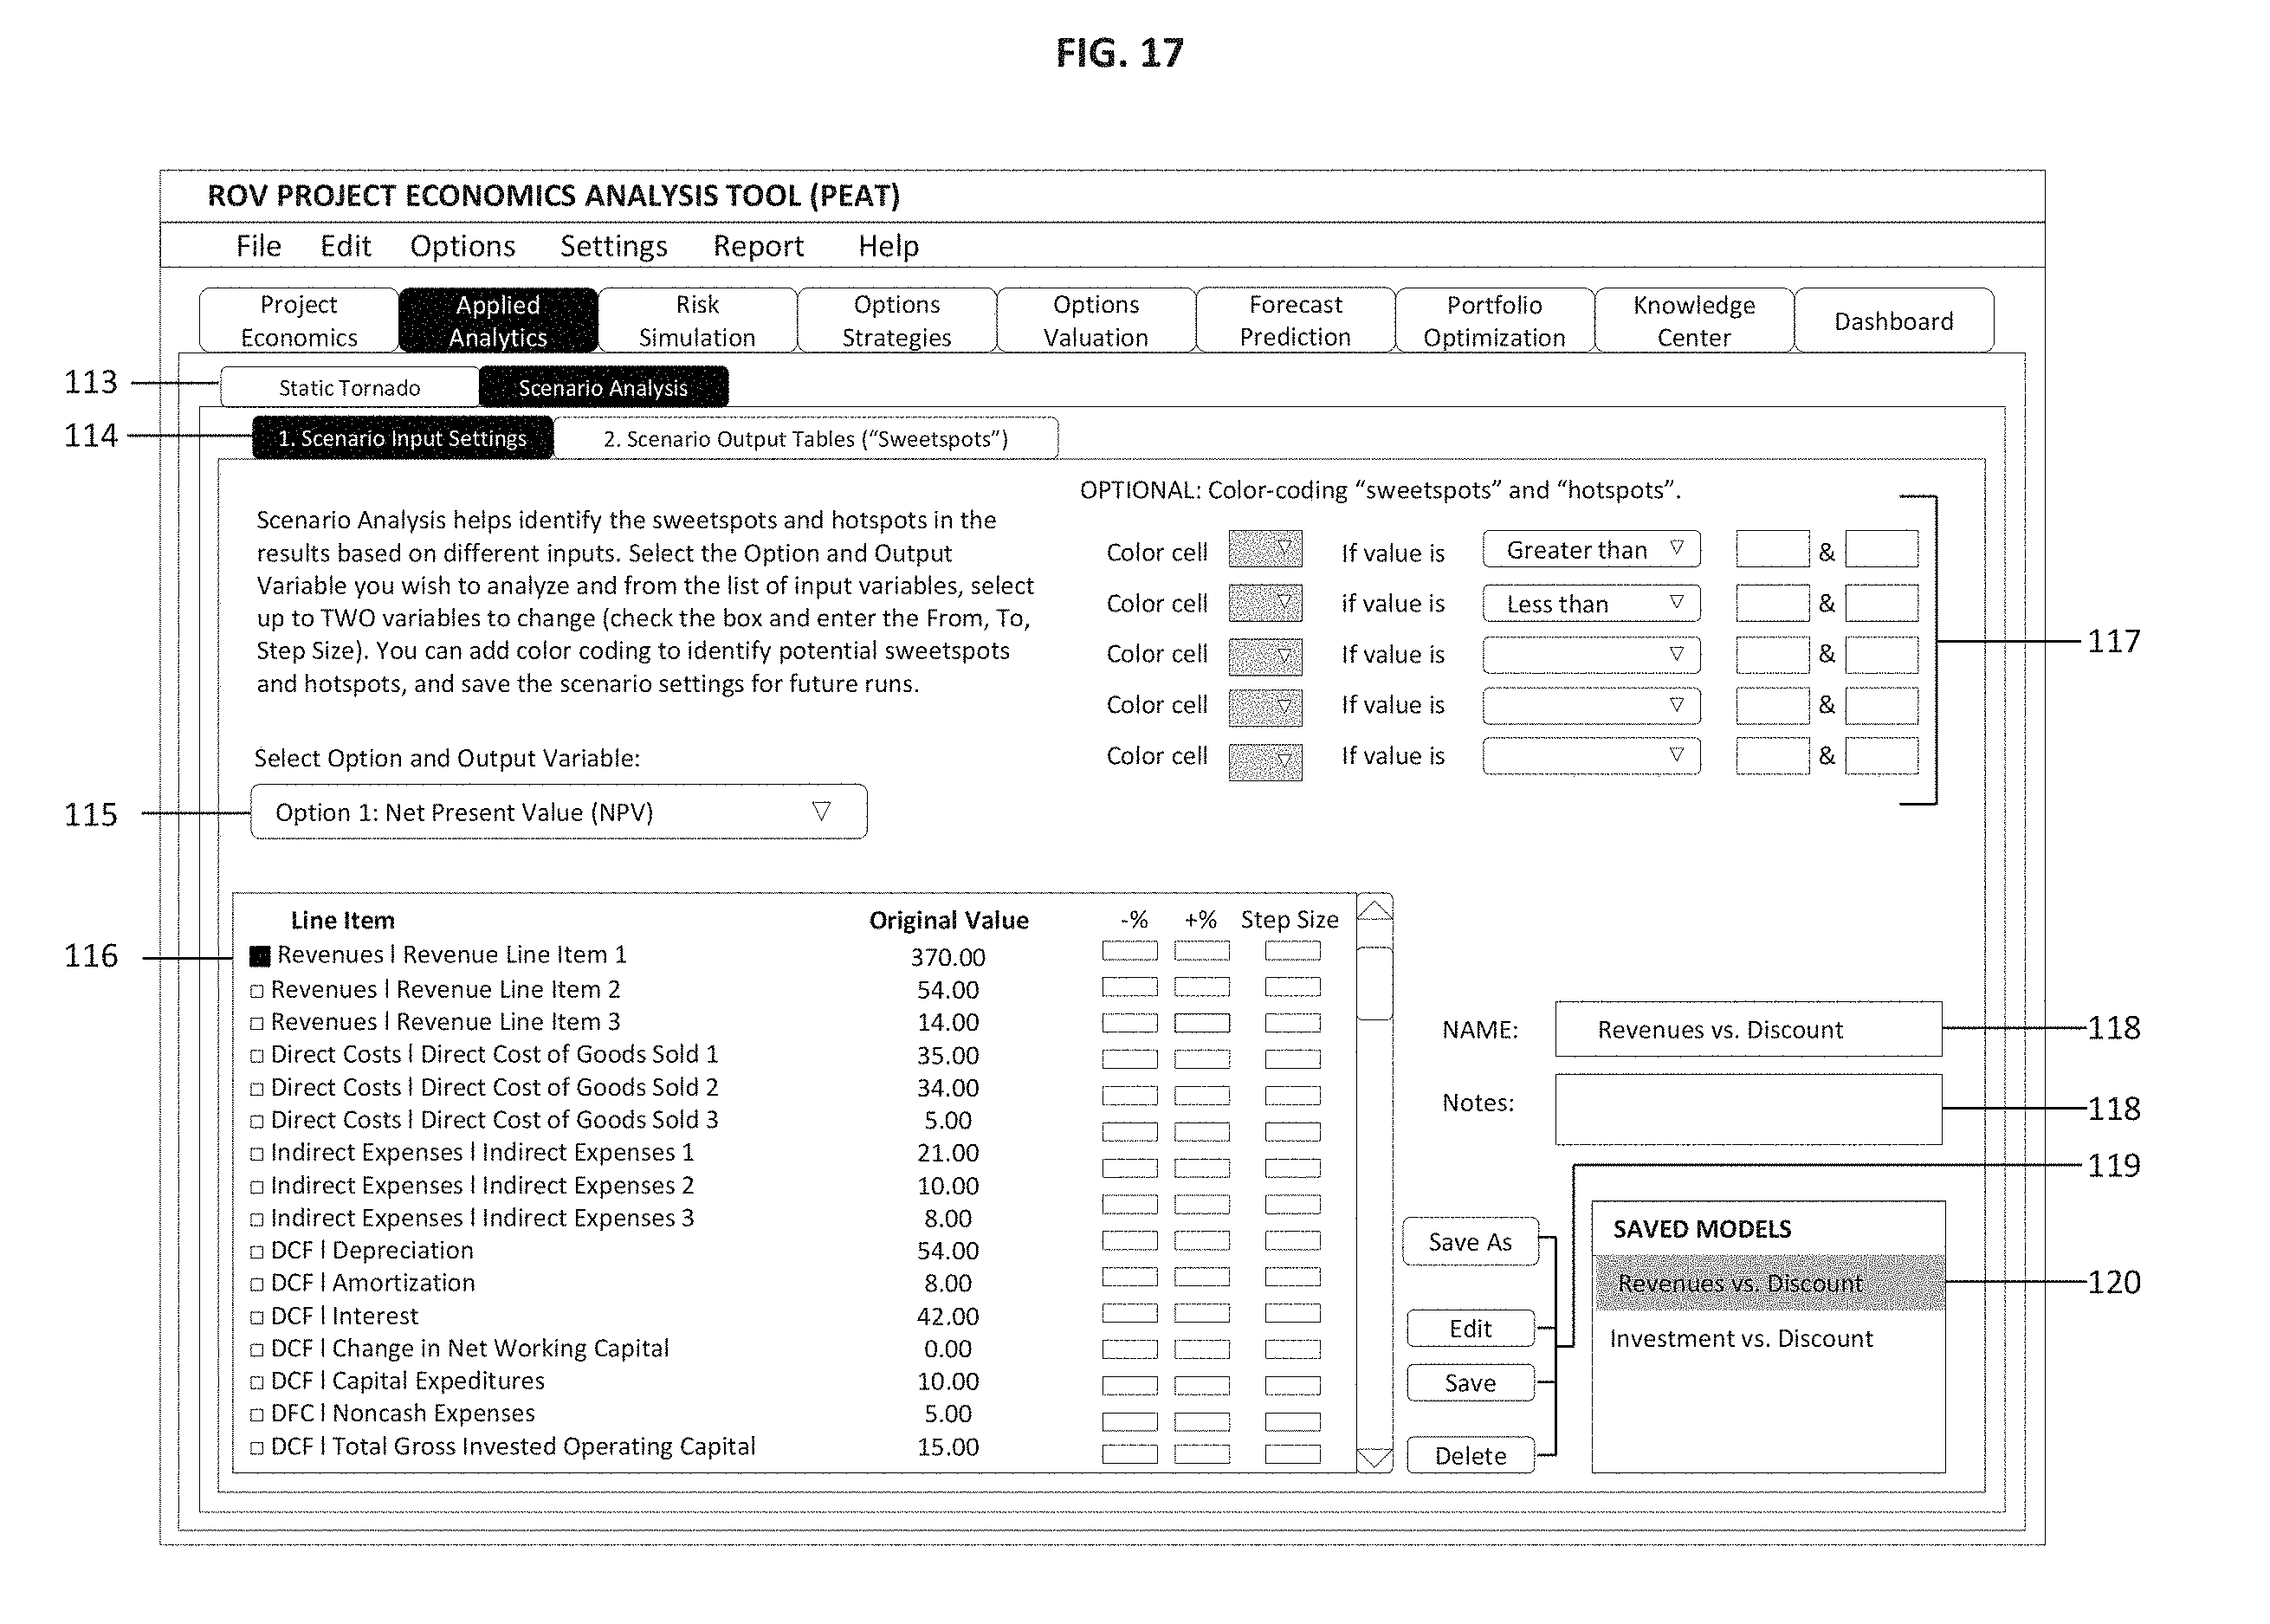 FIG. 17
ROV PROJECT ECONOMICS ANALYSIS TOOL (PEAT)
File Edit Options Settings Report Help
Project Economics
Applied Analytics
Risk Simulation
Options Strategies
Options Valuation
Forecast Prediction
Portfolio Optimization
Knowledge Center
Dashboard
113
Static Tornado Scenario Analysis
114
1. Scenario Input Settings 2. Scenario Output Tables (“Sweetspots”)
Scenario Analysis helps identify the sweetspots and hotspots in the
results based on different inputs. Select the Option and Output
Variable you wish to analyze and from the list of input variables, select
up to TWO variables to change (check the box and enter the From, To,
Step Size). You can add color coding to identify potential sweetspots
and hotspots, and save the scenario settings for future runs.
OPTIONAL: Color-coding “sweetspots” and “hotspots”.
Color cell If value is Greater than &
Color cell if value is Less than &
Color cell If value is &
Color cell If value is &
Color cell If value is &
117
Select Option and Output Variable:
115
Option 1: Net Present Value (NPV)
Line Item Original Value -% +% Step Size
116
Revenues | Revenue Line Item 1 370.00
Revenues | Revenue Line Item 2 54.00
Revenues | Revenue Line Item 3 14.00
Direct Costs | Direct Cost of Goods Sold 1 35.00
Direct Costs | Direct Cost of Goods Sold 2 34.00
Direct Costs | Direct Cost of Goods Sold 3 5.00
Indirect Expenses | Indirect Expenses 1 21.00
Indirect Expenses | Indirect Expenses 2 10.00
Indirect Expenses | Indirect Expenses 3 8.00
DCF | Depreciation 54.00
DCF | Amortization 8.00
DCF | Interest 42.00
DCF | Change in Net Working Capital 0.00
DCF | Capital Expeditures 10.00
DFC | Noncash Expenses 5.00
DCF | Total Gross Invested Operating Capital 15.00
NAME: Revenues vs. Discount 118
Notes: 118
119
Save As
Edit
Save
Delete
SAVED MODELS
Revenues vs. Discount 120
Investment vs. Discount